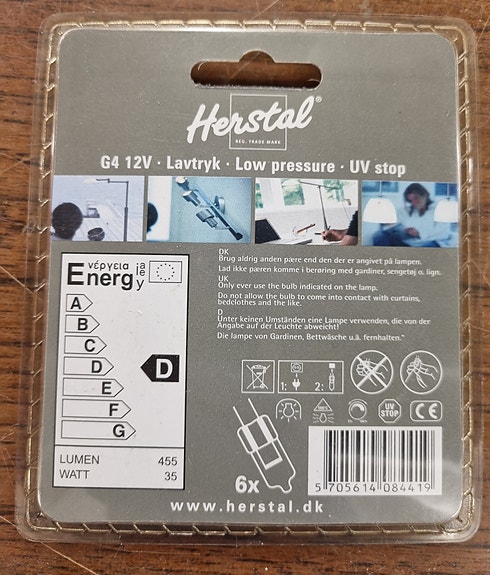 Herstal®
REG. TRADE MARK
G4 12V · Lavtryk · Low pressure · UV stop
DK
Brug aldrig anden pære end den der er angivet på lampen.
Lad ikke pæren komme i berøring med gardiner, sengetøj o. lign.
UK
Only ever use the bulb indicated on the lamp.
Do not allow the bulb to come into contact with curtains,
bedclothes and the like.
D
Unter keinen Umständen eine Lampe verwenden, die von der
Angabe auf der Leuchte abweicht!
Die lampe von Gardinen, Bettwäsche u.ä. fernhalten."
Energy
ενέργεια
ia
ey
A
B
C
D
E
F
G
D
LUMEN 455
WATT 35
1:
2:
UV
STOP
CE
6x
5 705614 084419
www.herstal.dk